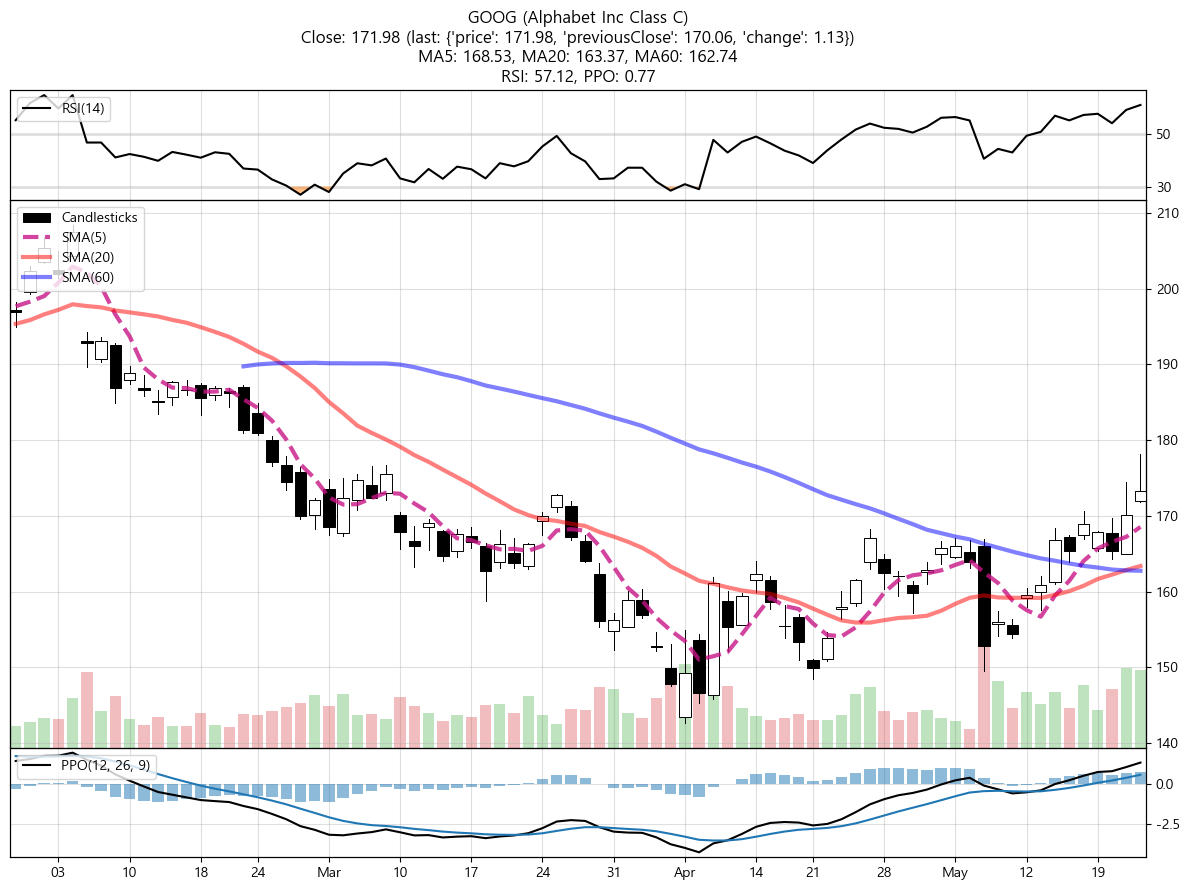 GOOG (Alphabet Inc Class C)
Close: 171.98 (last: {'price': 171.98, 'previousClose': 170.06, 'change': 1.13})
MA5: 168.53, MA20: 163.37, MA60: 162.74
RSI: 57.12, PPO: 0.77
RSI(14)
50
30
Candlesticks
SMA(5)
SMA(20)
SMA(60)
210
200
190
180
170
160
150
140
PPO(12, 26, 9)
0.0
−2.5
03 10 18 24 Mar 10 17 24 31 Apr 14 21 28 May 12 19